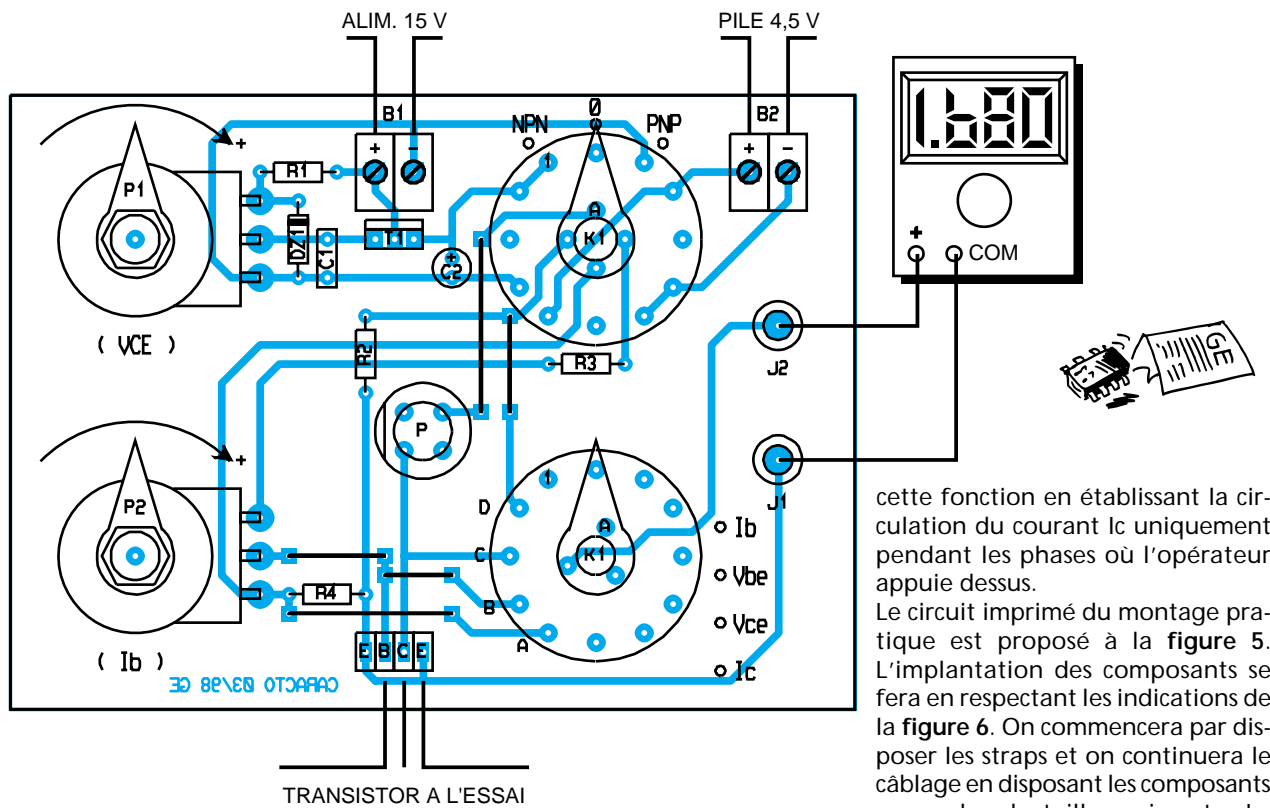 ALIM. 15 V
PILE 4,5 V
B1
NPN
0
PNP
B2
1.680
+
-
+
-
+
R1
1
P1
A
+
COM
DZ1
C1
T1
+
C2
K1
( VCE )
R2
R3
J2
GE
P
+
J1
P2
D
1
A
Ib
C
K1
Vbe
R4
B
Vce
A
E B C E
Ic
( Ib )
CARACTO 03/98 GE
TRANSISTOR A L'ESSAI
cette fonction en établissant la cir-
culation du courant Ic uniquement
pendant les phases où l'opérateur
appuie dessus.
Le circuit imprimé du montage pra-
tique est proposé à la figure 5.
L'implantation des composants se
fera en respectant les indications de
la figure 6. On commencera par dis-
poser les straps et on continuera le
câblage en disposant les composants